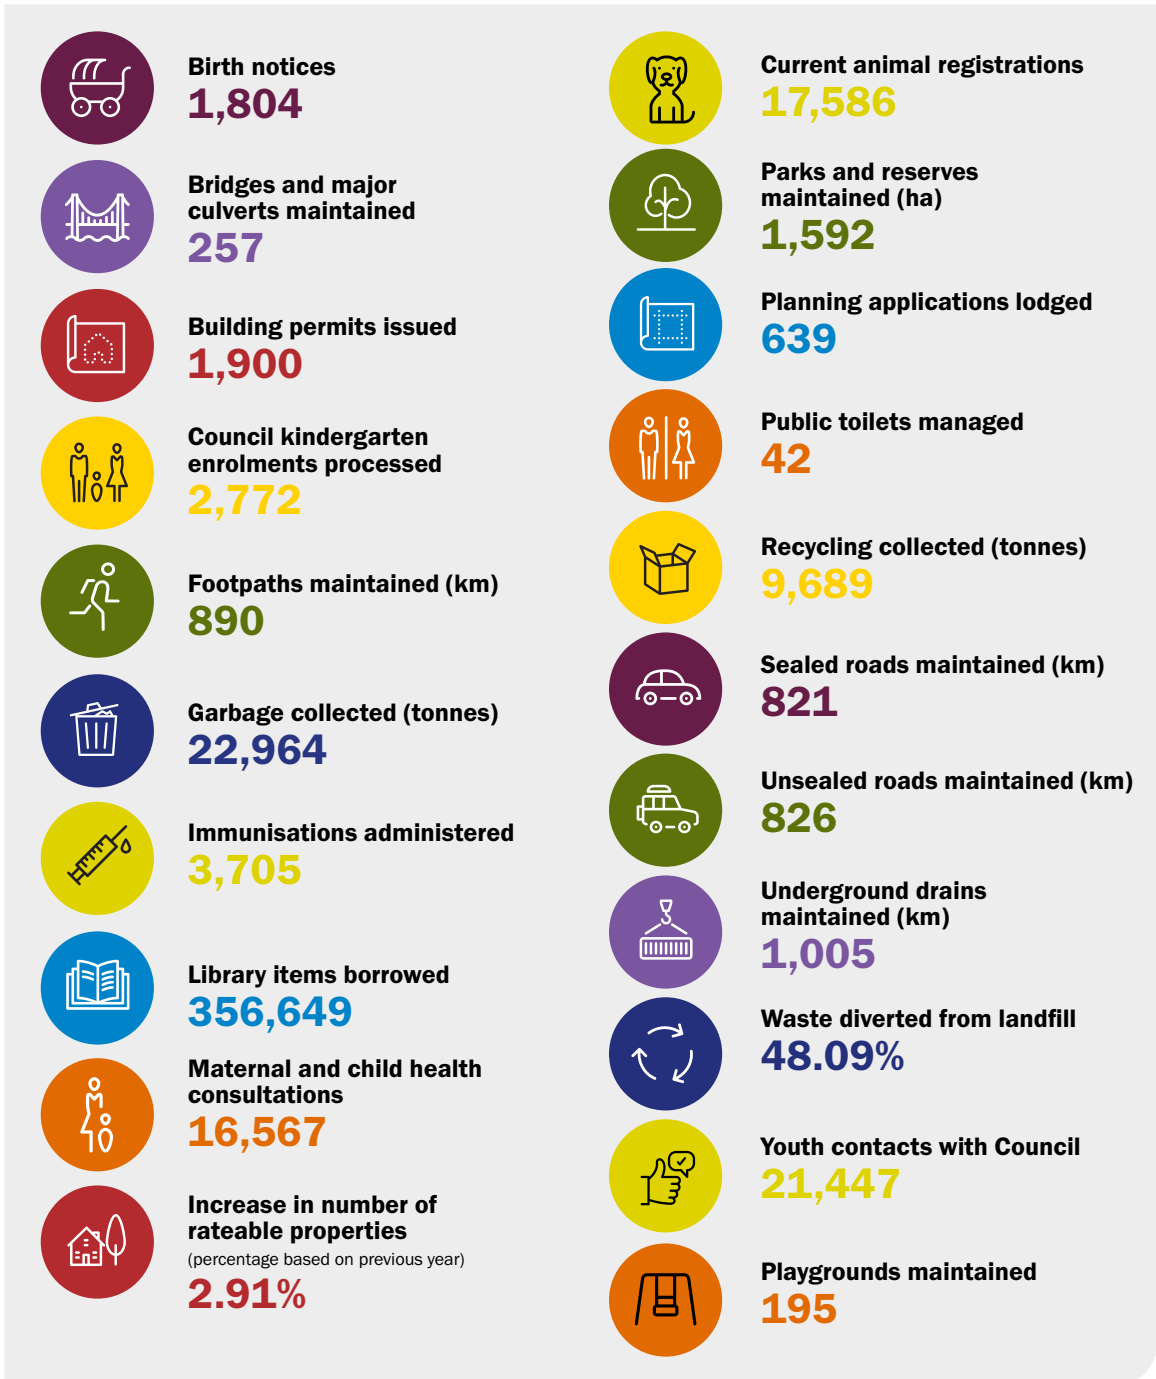 Birth notices
1,804
Bridges and major
culverts maintained
257
Building permits issued
1,900
Council kindergarten
enrolments processed
2,772
Footpaths maintained (km)
890
Garbage collected (tonnes)
22,964
Immunisations administered
3,705
Library items borrowed
356,649
Maternal and child health
consultations
16,567
Increase in number of
rateable properties
(percentage based on previous year)
2.91%
Current animal registrations
17,586
Parks and reserves
maintained (ha)
1,592
Planning applications lodged
639
Public toilets managed
42
Recycling collected (tonnes)
9,689
Sealed roads maintained (km)
821
Unsealed roads maintained (km)
826
Underground drains
maintained (km)
1,005
Waste diverted from landfill
48.09%
Youth contacts with Council
21,447
Playgrounds maintained
195